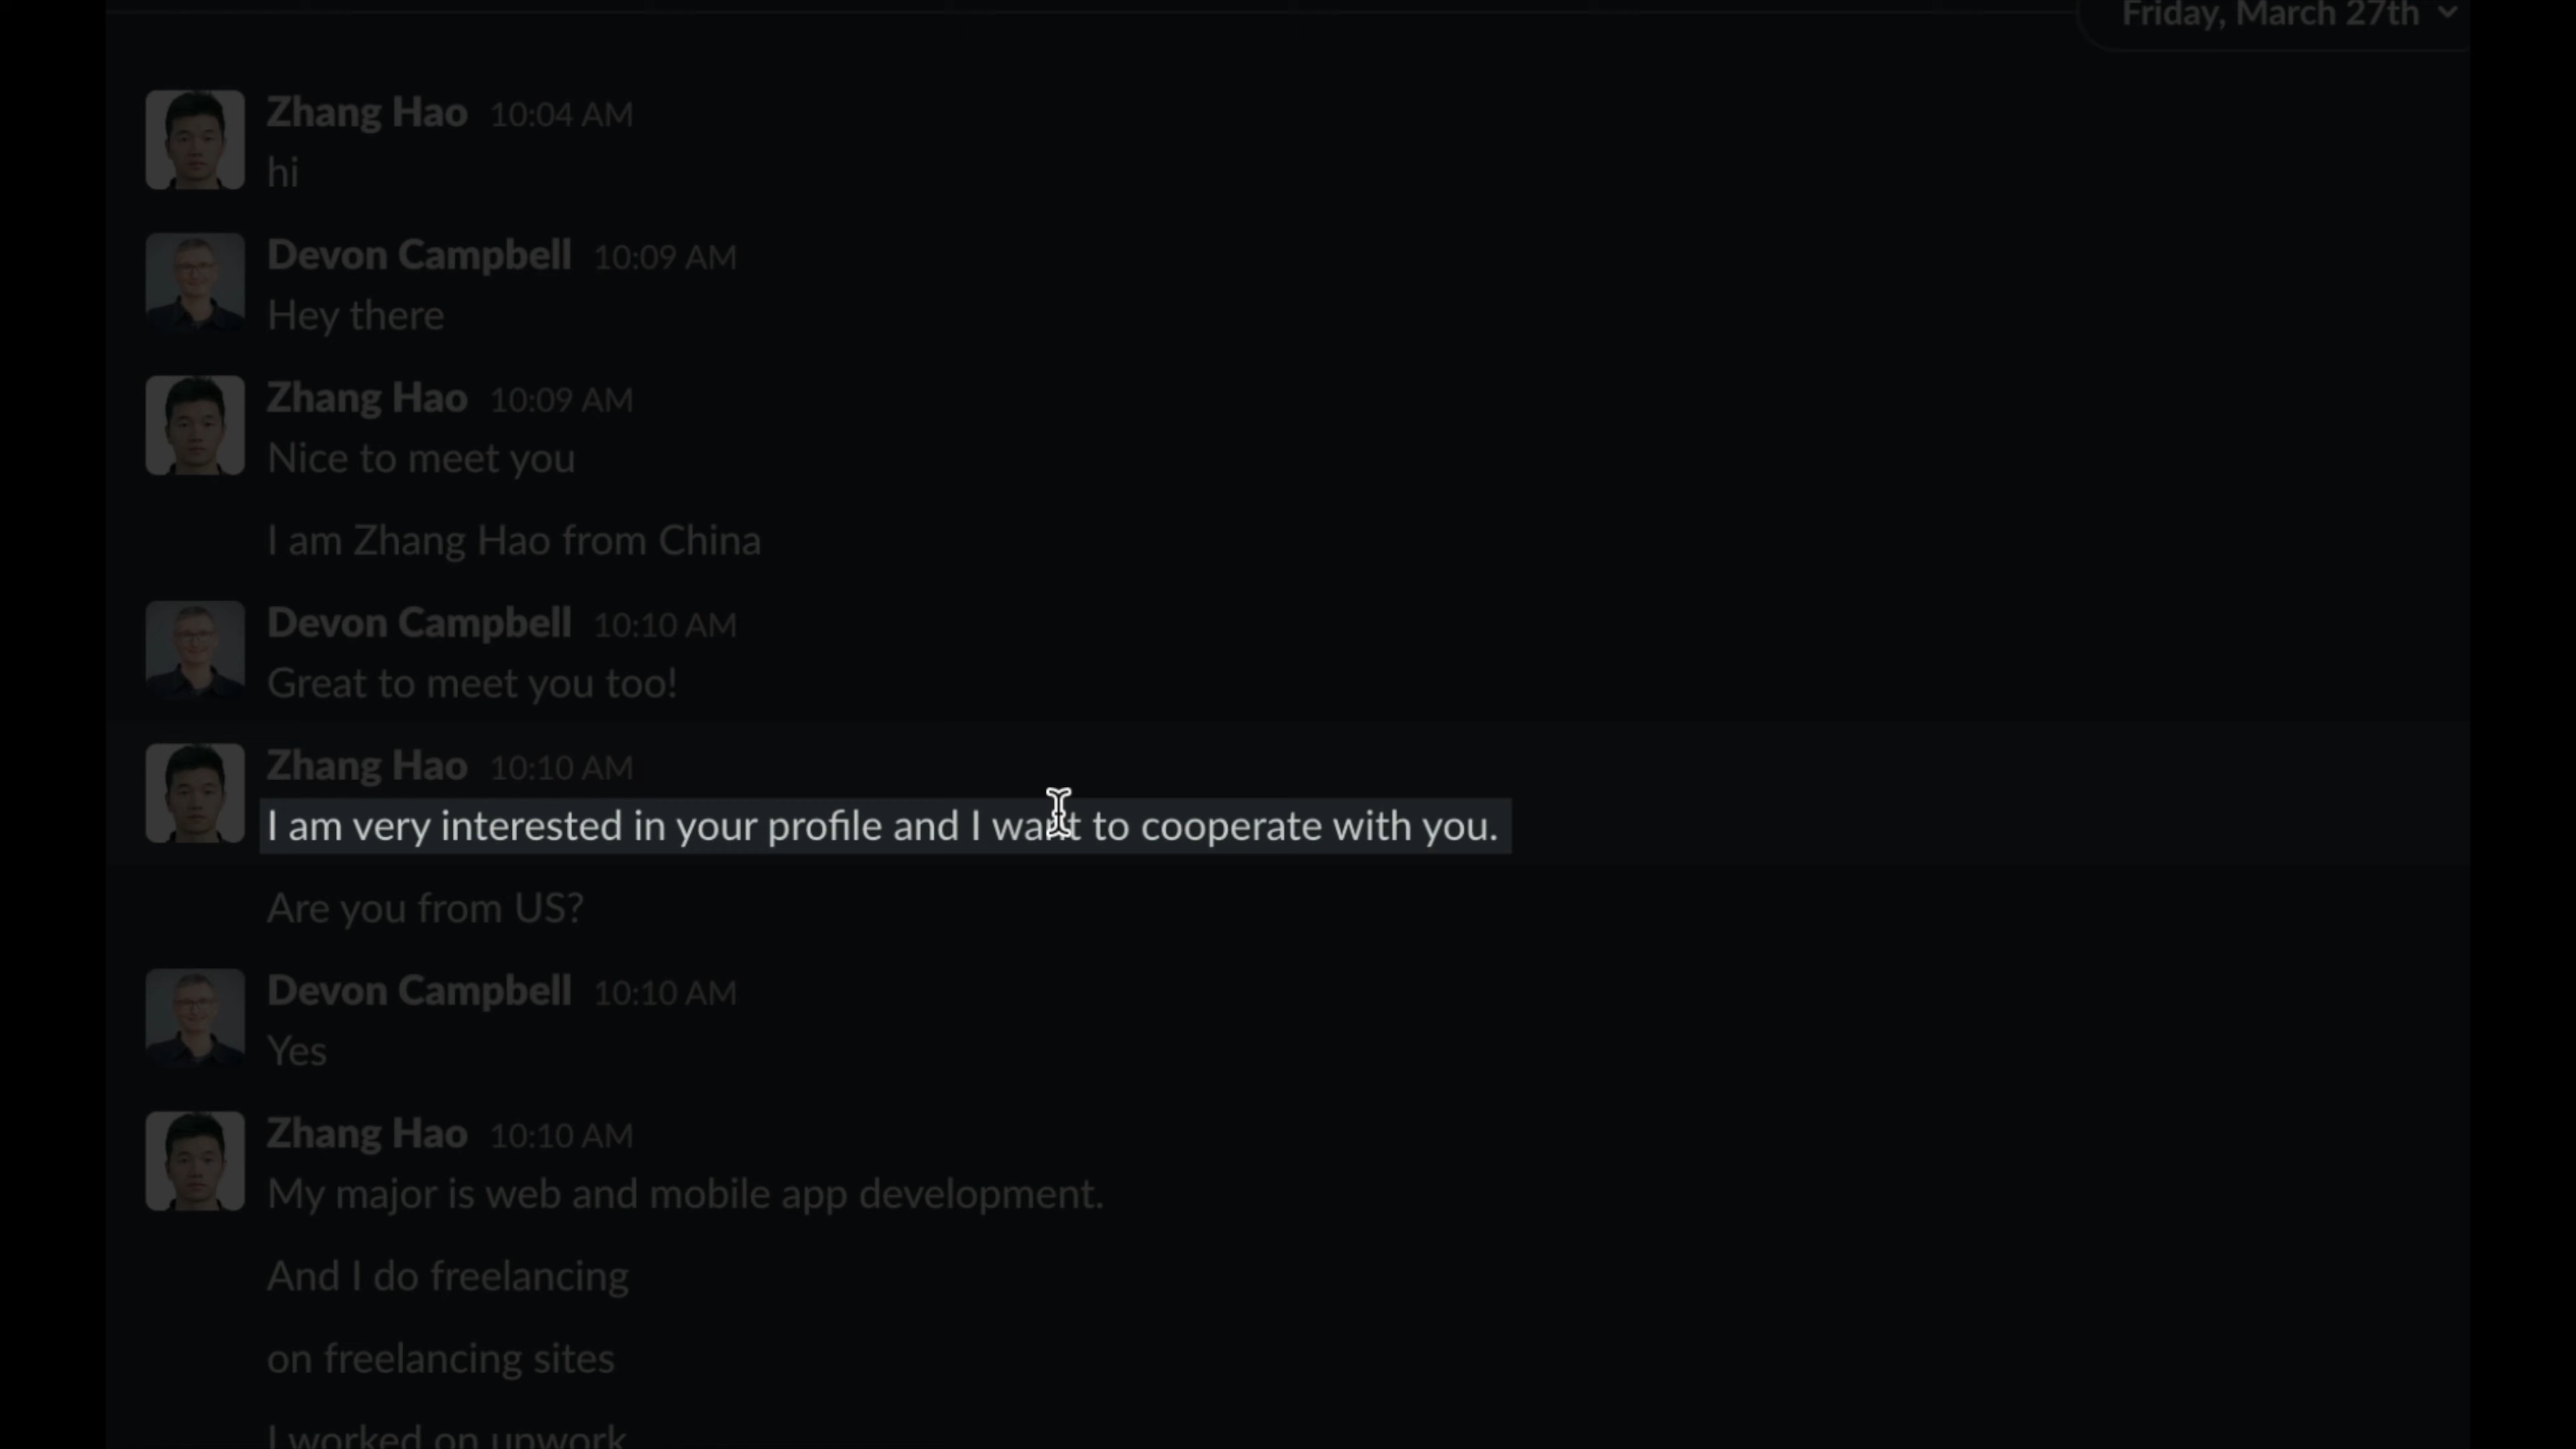 Friday, March 27th
Zhang Hao 10:04 AM
hi
Devon Campbell 10:09 AM
Hey there
Zhang Hao 10:09 AM
Nice to meet you
I am Zhang Hao from China
Devon Campbell 10:10 AM
Great to meet you too!
Zhang Hao 10:10 AM
I am very interested in your profile and I want to cooperate with you.
Are you from US?
Devon Campbell 10:10 AM
Yes
Zhang Hao 10:10 AM
My major is web and mobile app development.
And I do freelancing
on freelancing sites
I worked on upwork